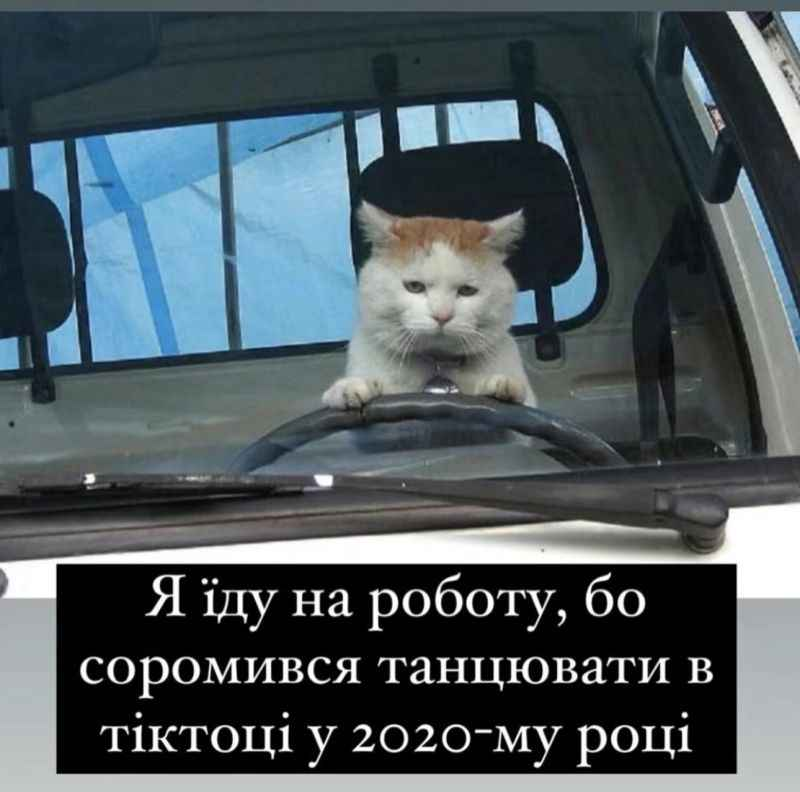 Я їду на роботу, бо
соромився танцювати в
тіктоці у 2020-му році